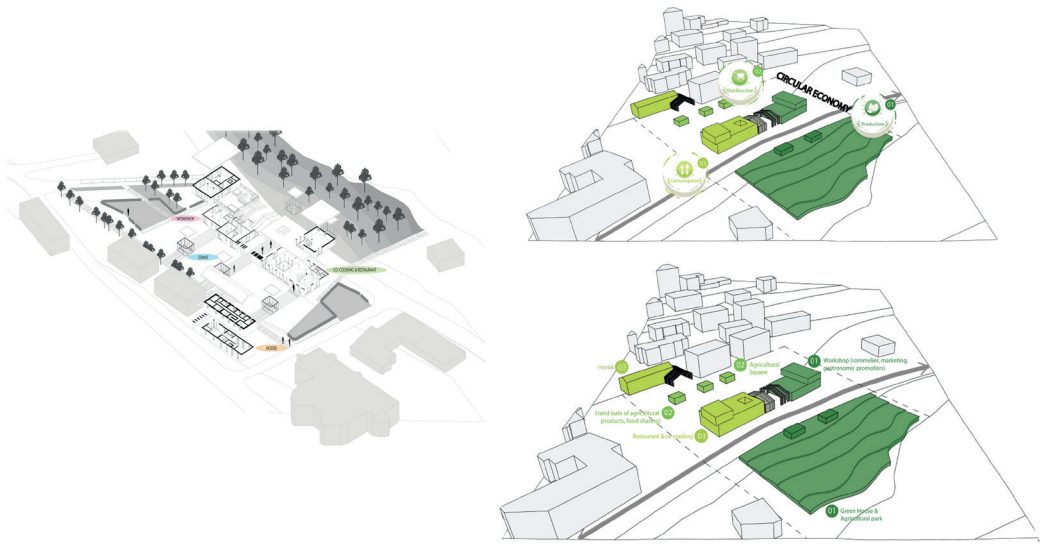 WORKSHOP
STAND
CO-COOKING & RESTAURANT
HOSTEL
02
Distribution
CIRCULAR ECONOMY
01
Production
03
Consumption
Hostel 03
02 Agricultural
Square
01 Workshop (sommelier, marketing,
gastronomic promotion)
Stand (sale of agricultural
products, food sharing)
02
Restaurant & co cooking 03
01 Green House &
Agricultural park